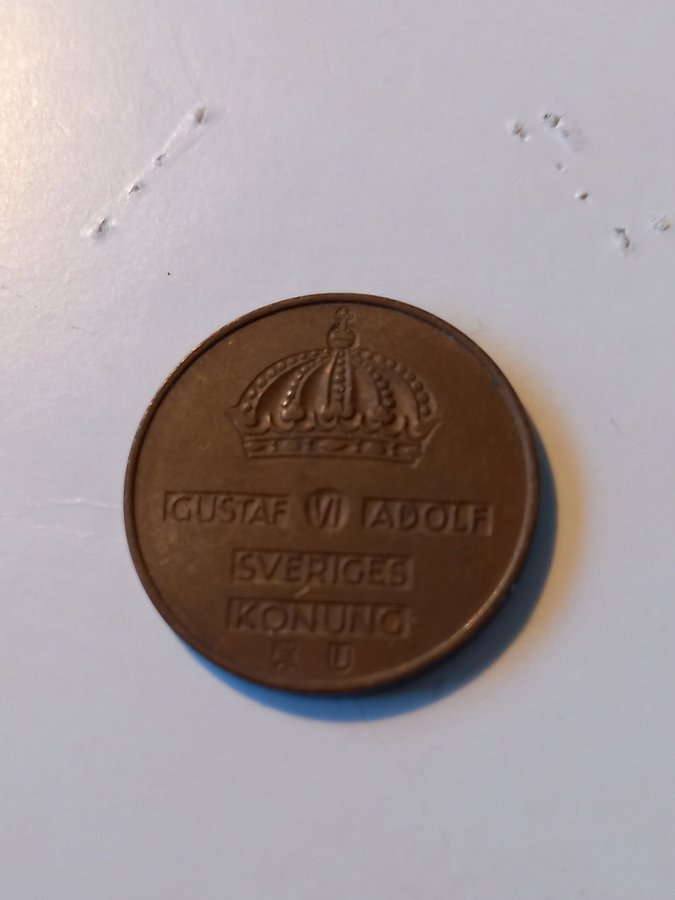 GUSTAF VI ADOLF
SVERIGES
KONUNG
U